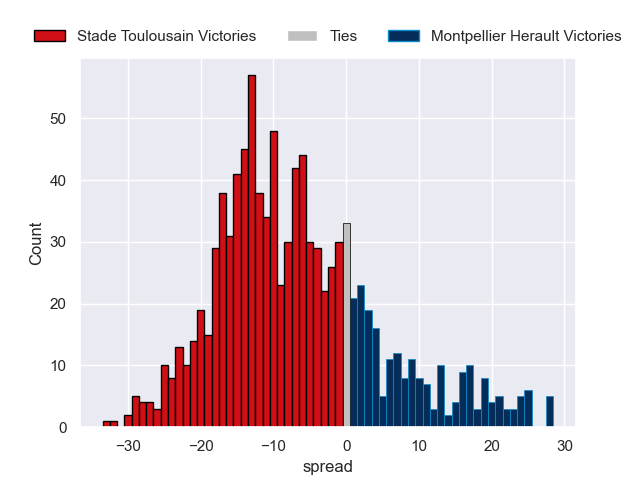 Stade Toulousain Victories Ties Montpellier Herault Victories
50
40
30
20
10
0
Count
−30 −20 −10 0 10 20 30
spread